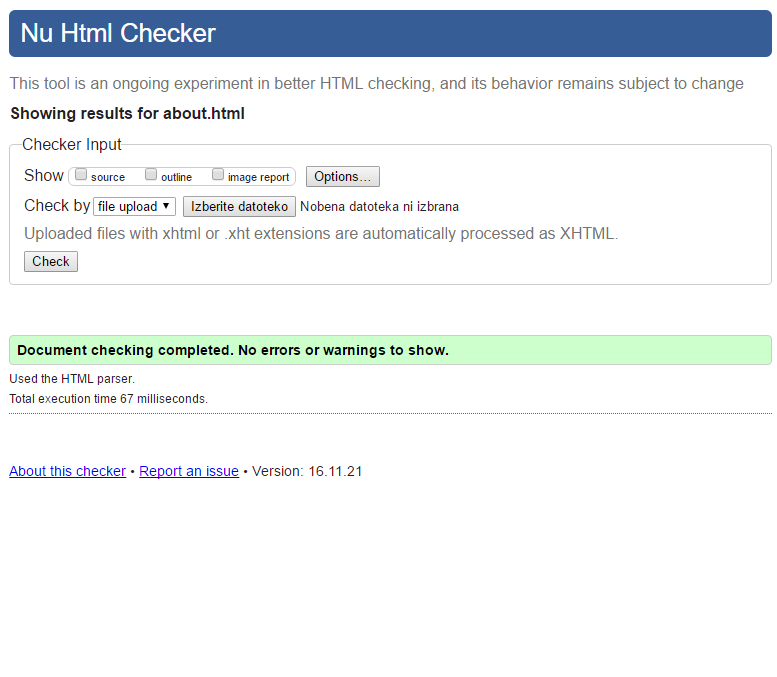 Nu Html Checker
This tool is an ongoing experiment in better HTML checking, and its behavior remains subject to change
Showing results for about.html
Checker Input
Show source outline image report Options...
Check by file upload Izberite datoteko Nobena datoteka ni izbrana
Uploaded files with xhtml or .xht extensions are automatically processed as XHTML.
Check
Document checking completed. No errors or warnings to show.
Used the HTML parser.
Total execution time 67 milliseconds.
About this checker • Report an issue • Version: 16.11.21